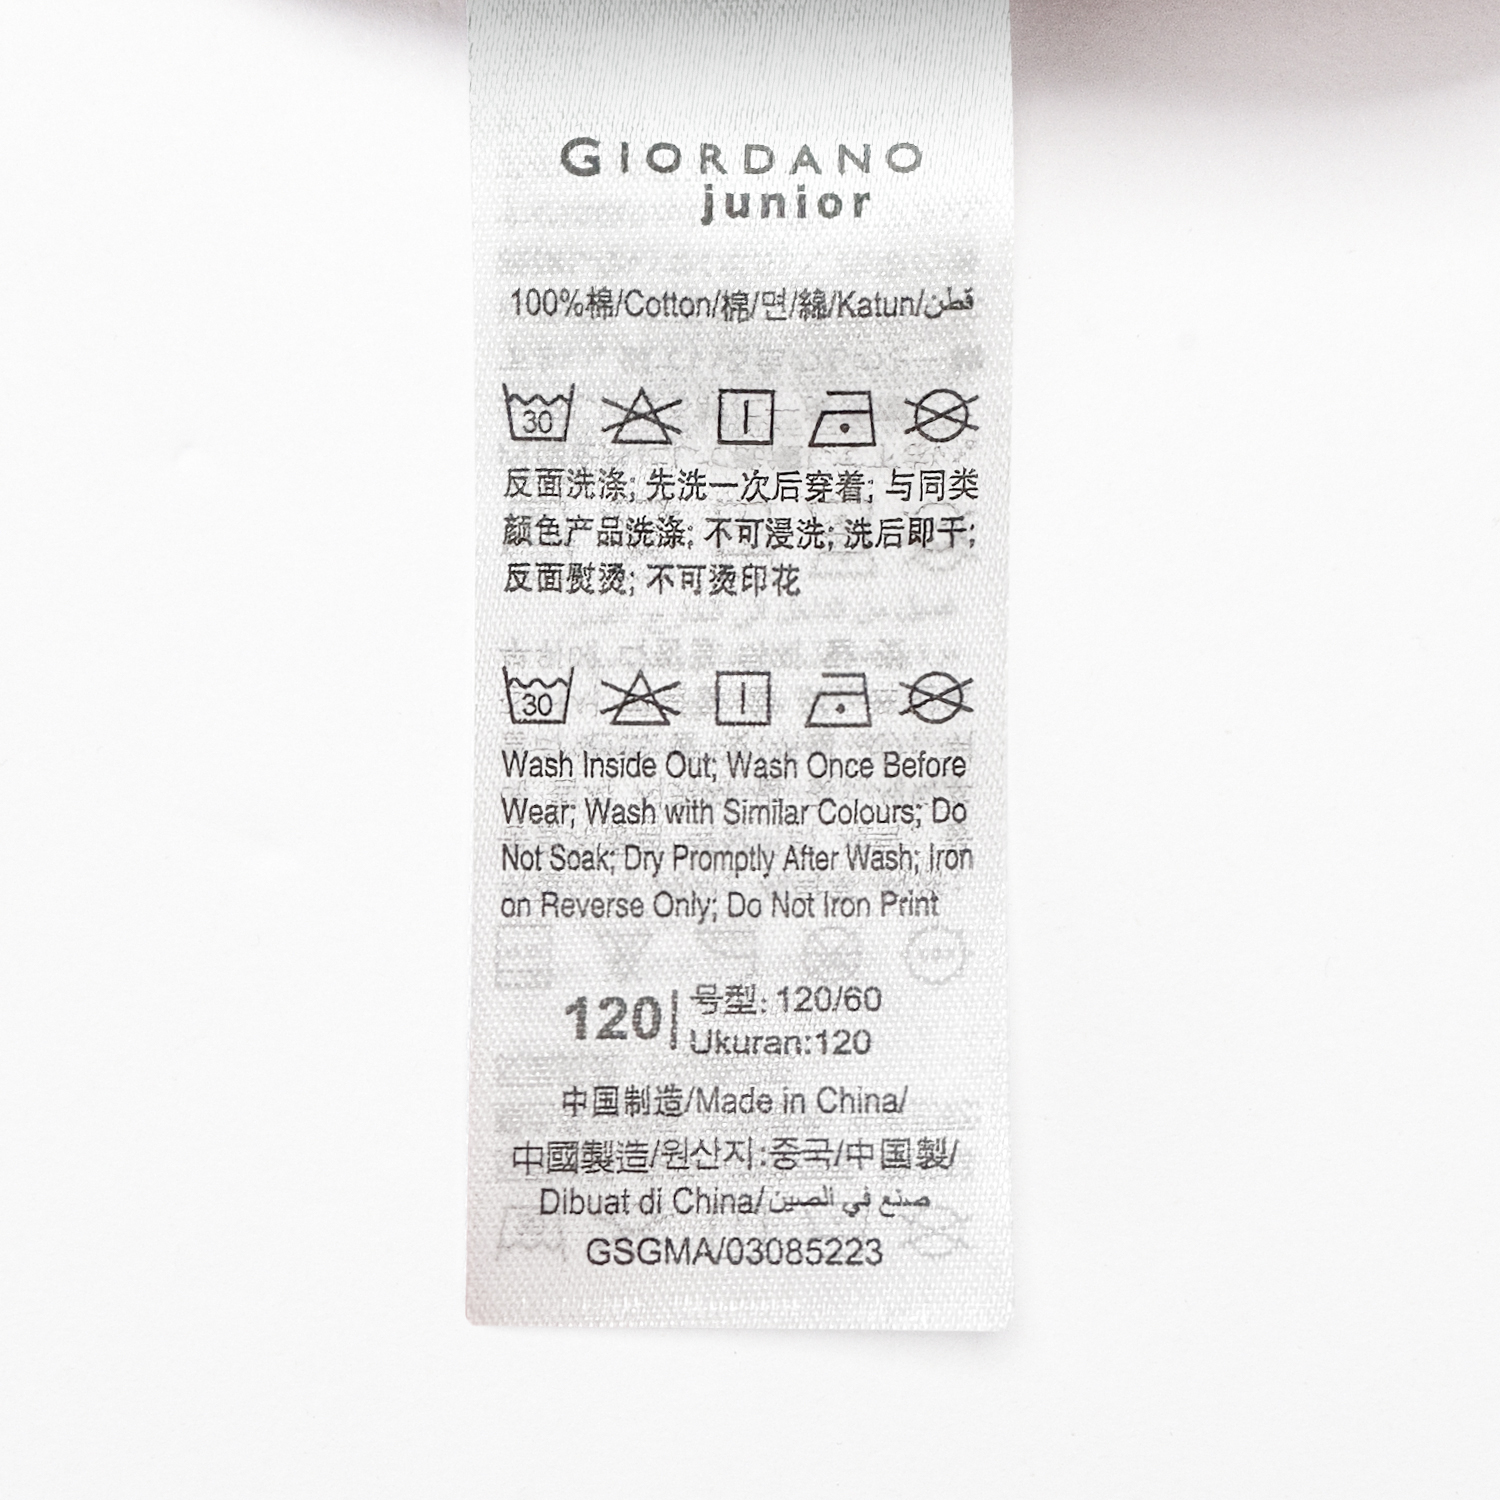 GIORDANO
junior
100%棉/Cotton/棉/면/綿/Katun/قطن
30
反面洗涤; 先洗一次后穿着; 与同类
颜色产品洗涤; 不可浸洗; 洗后即干;
反面熨烫; 不可烫印花
30
Wash Inside Out; Wash Once Before
Wear; Wash with Similar Colours; Do
Not Soak; Dry Promptly After Wash; Iron
on Reverse Only; Do Not Iron Print
120| 号型: 120/60
Ukuran:120
中国制造/Made in China/
中國製造/원산지:중국/中国製/
Dibuat di China/صنع في الصين
GSGMA/03085223